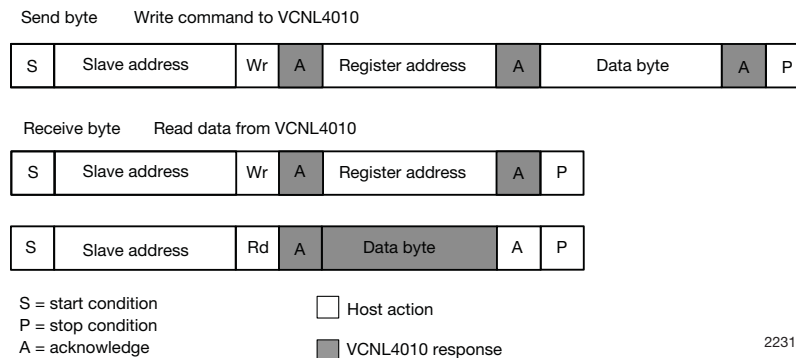 Send byte Write command to VCNL4010
S Slave address Wr A Register address A Data byte A P
Receive byte Read data from VCNL4010
S Slave address Wr A Register address A P
S Slave address Rd A Data byte A P
S = start condition
P = stop condition
A = acknowledge
Host action
VCNL4010 response
2231